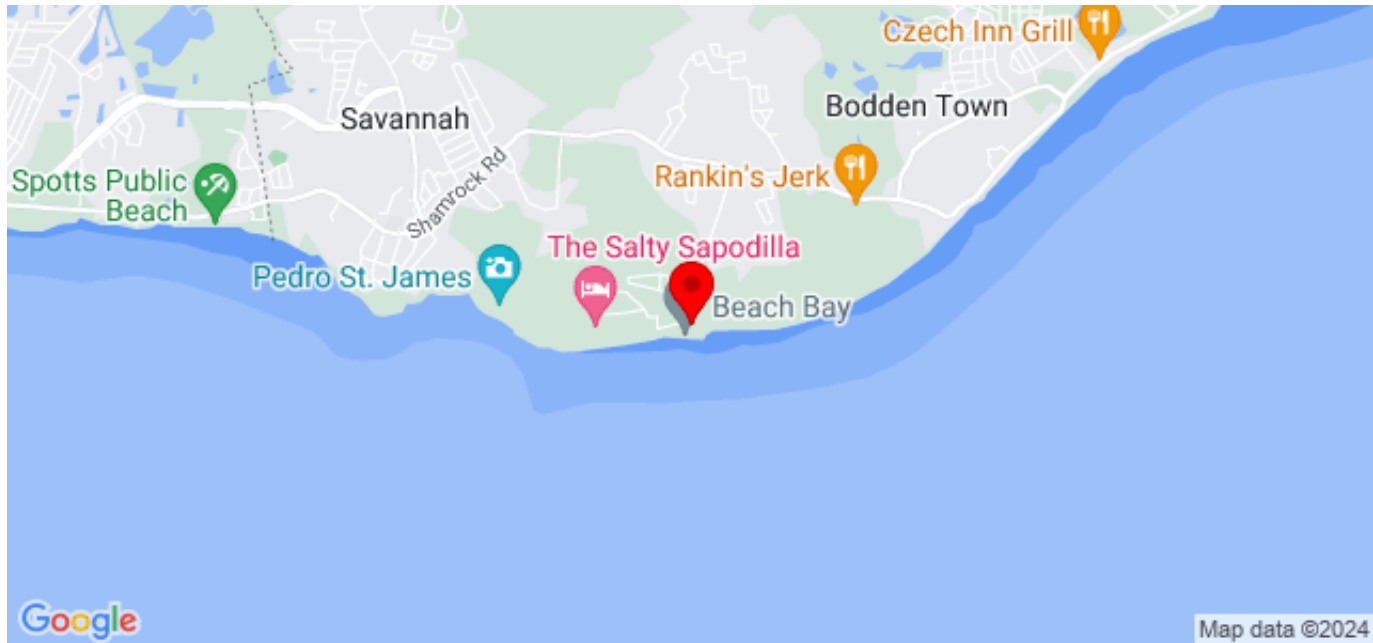 Czech Inn Grill
Savannah
Bodden Town
Spotts Public
Beach
Shamrock Rd
Rankin's Jerk
The Salty Sapodilla
Pedro St. James
Beach Bay
Google
Map data ©2024